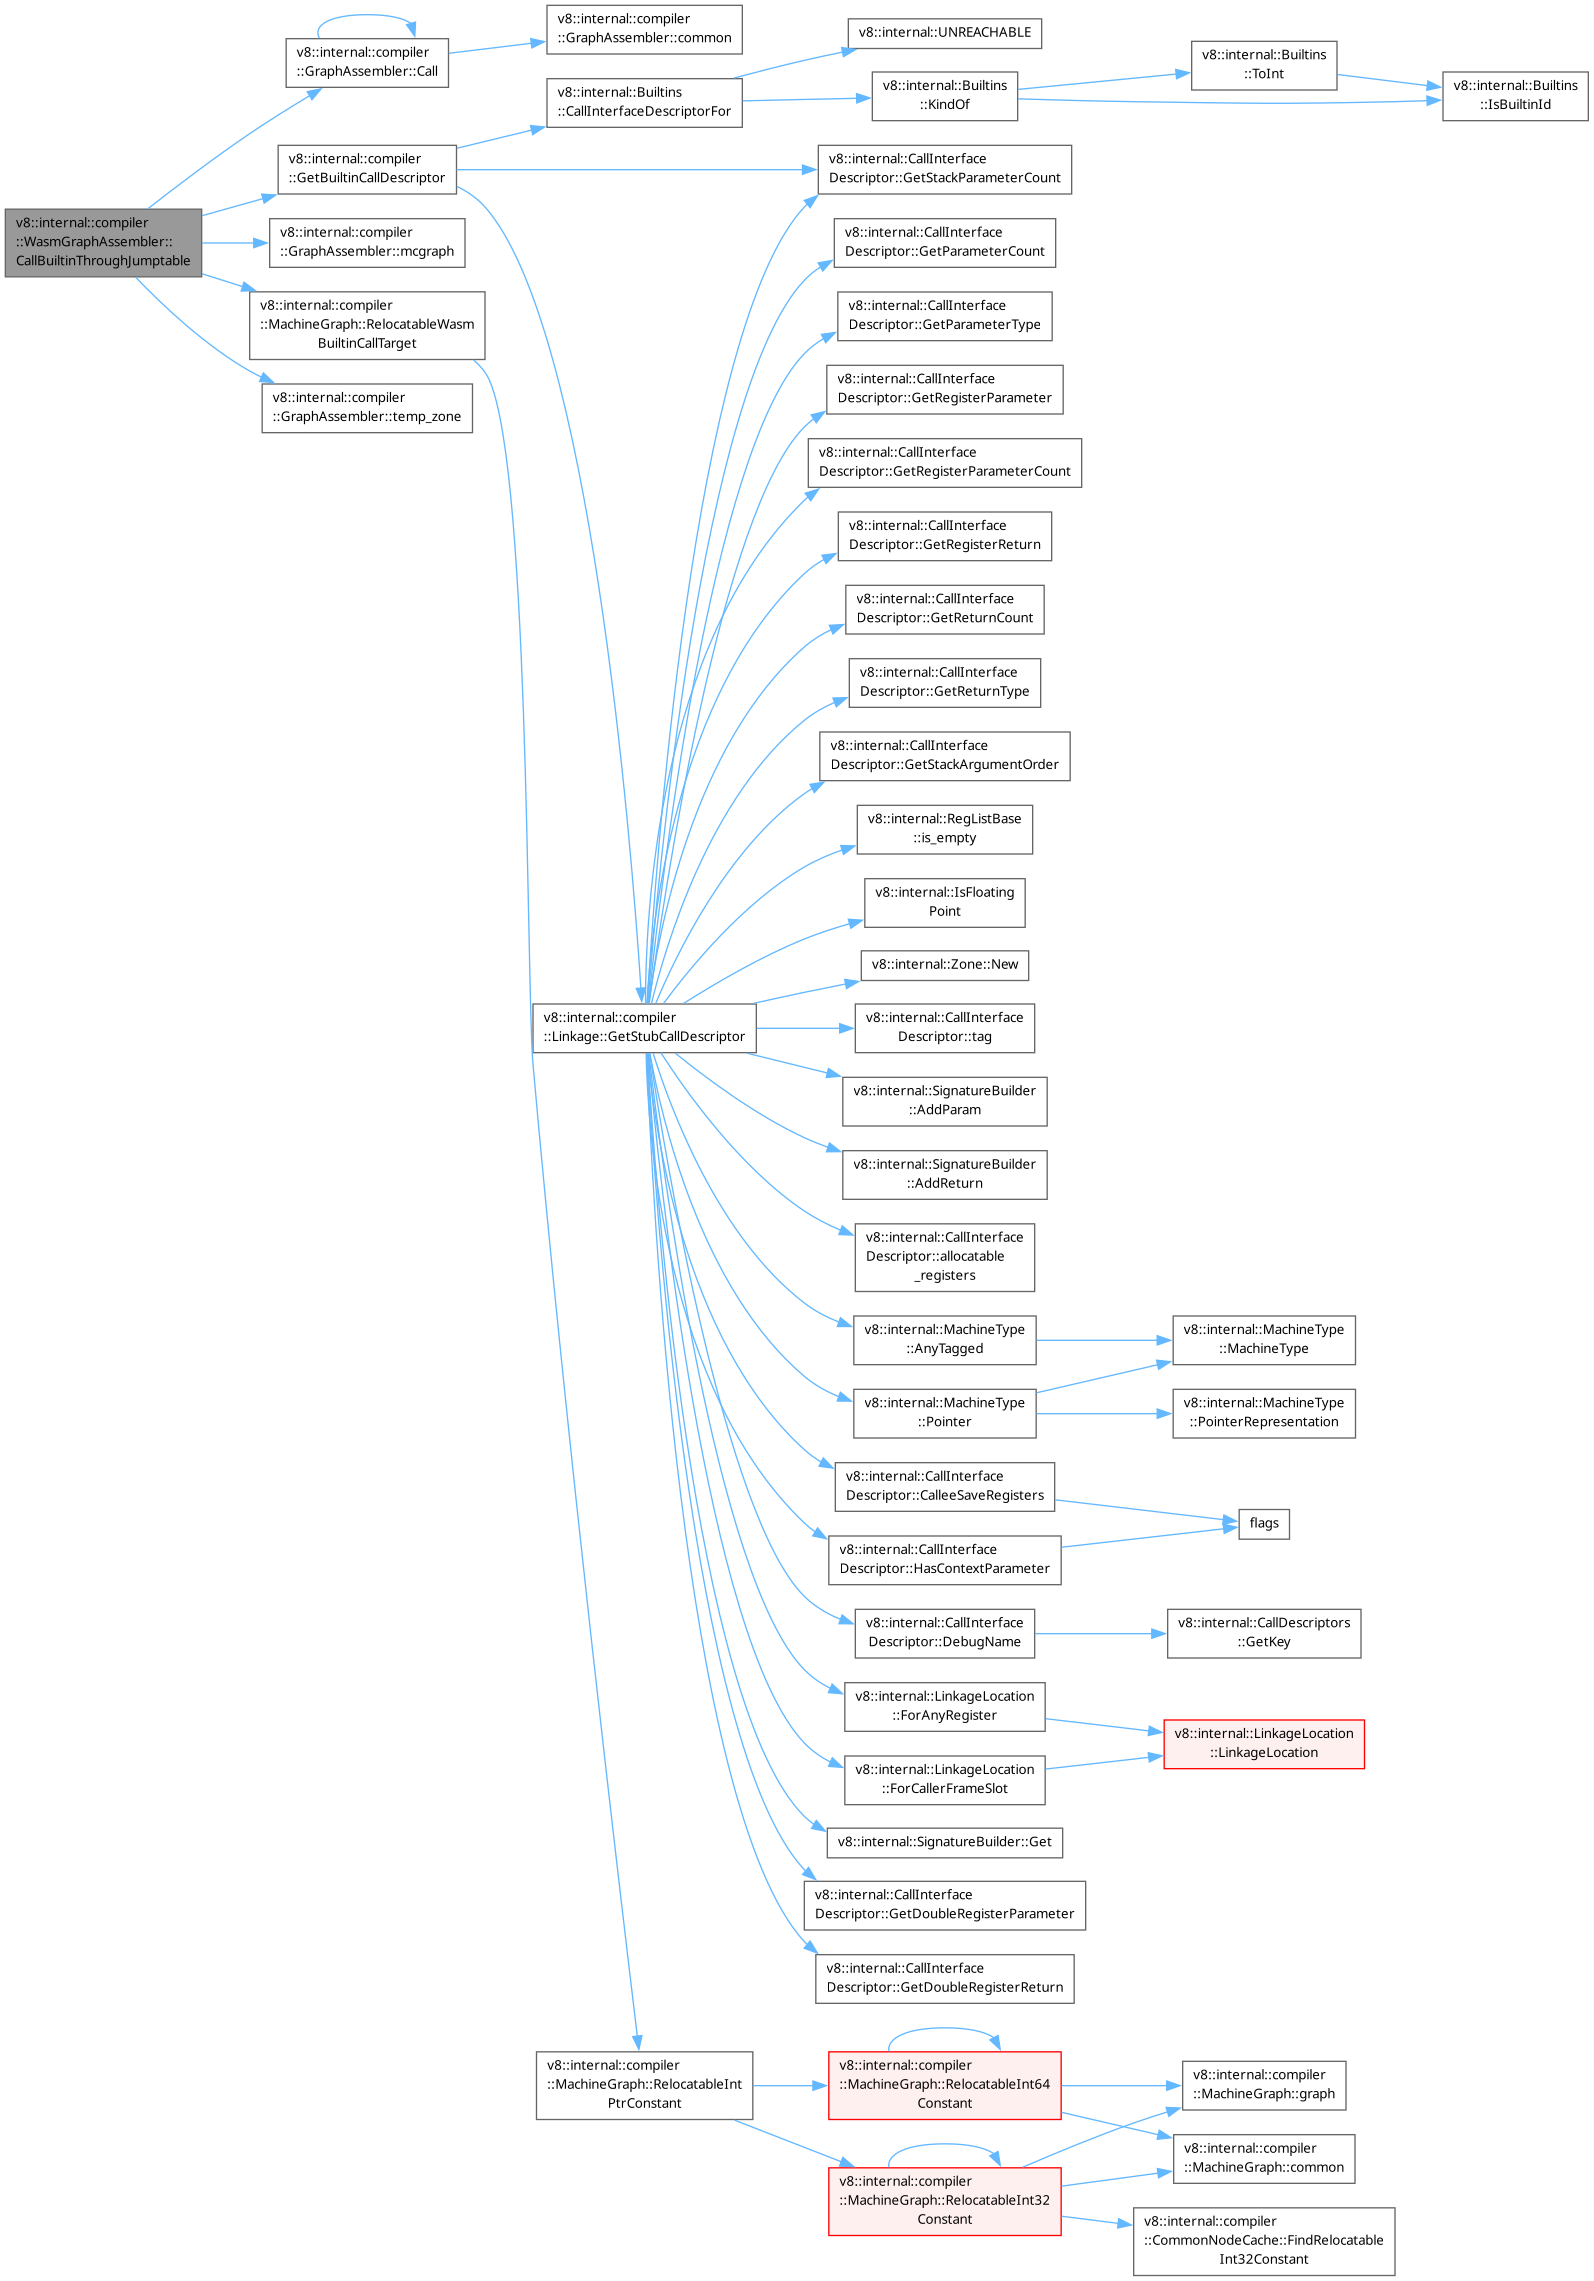 v8::internal::compiler
::WasmGraphAssembler::
CallBuiltinThroughJumptable
v8::internal::compiler
::GraphAssembler::Call
v8::internal::compiler
::GraphAssembler::common
v8::internal::compiler
::GetBuiltinCallDescriptor
v8::internal::Builtins
::CallInterfaceDescriptorFor
v8::internal::UNREACHABLE
v8::internal::Builtins
::KindOf
v8::internal::Builtins
::ToInt
v8::internal::Builtins
::IsBuiltinId
v8::internal::compiler
::GraphAssembler::mcgraph
v8::internal::compiler
::MachineGraph::RelocatableWasm
BuiltinCallTarget
v8::internal::compiler
::GraphAssembler::temp_zone
v8::internal::CallInterface
Descriptor::GetStackParameterCount
v8::internal::CallInterface
Descriptor::GetParameterCount
v8::internal::CallInterface
Descriptor::GetParameterType
v8::internal::CallInterface
Descriptor::GetRegisterParameter
v8::internal::CallInterface
Descriptor::GetRegisterParameterCount
v8::internal::CallInterface
Descriptor::GetRegisterReturn
v8::internal::CallInterface
Descriptor::GetReturnCount
v8::internal::CallInterface
Descriptor::GetReturnType
v8::internal::CallInterface
Descriptor::GetStackArgumentOrder
v8::internal::RegListBase
::is_empty
v8::internal::IsFloating
Point
v8::internal::Zone::New
v8::internal::compiler
::Linkage::GetStubCallDescriptor
v8::internal::CallInterface
Descriptor::tag
v8::internal::SignatureBuilder
::AddParam
v8::internal::SignatureBuilder
::AddReturn
v8::internal::CallInterface
Descriptor::allocatable
_registers
v8::internal::MachineType
::AnyTagged
v8::internal::MachineType
::MachineType
v8::internal::MachineType
::Pointer
v8::internal::MachineType
::PointerRepresentation
v8::internal::CallInterface
Descriptor::CalleeSaveRegisters
flags
v8::internal::CallInterface
Descriptor::HasContextParameter
v8::internal::CallInterface
Descriptor::DebugName
v8::internal::CallDescriptors
::GetKey
v8::internal::LinkageLocation
::ForAnyRegister
v8::internal::LinkageLocation
::LinkageLocation
v8::internal::LinkageLocation
::ForCallerFrameSlot
v8::internal::SignatureBuilder::Get
v8::internal::CallInterface
Descriptor::GetDoubleRegisterParameter
v8::internal::CallInterface
Descriptor::GetDoubleRegisterReturn
v8::internal::compiler
::MachineGraph::RelocatableInt
PtrConstant
v8::internal::compiler
::MachineGraph::RelocatableInt64
Constant
v8::internal::compiler
::MachineGraph::graph
v8::internal::compiler
::MachineGraph::common
v8::internal::compiler
::MachineGraph::RelocatableInt32
Constant
v8::internal::compiler
::CommonNodeCache::FindRelocatable
Int32Constant